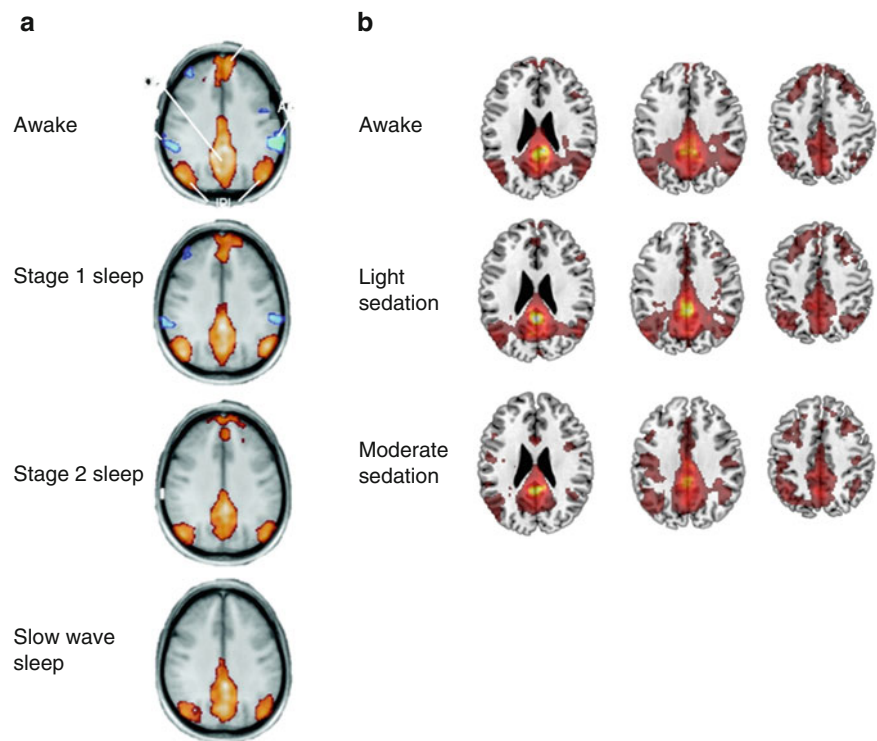 a
Awake
Stage 1 sleep
Stage 2 sleep
Slow wave
sleep
b
Awake
Light
sedation
Moderate
sedation